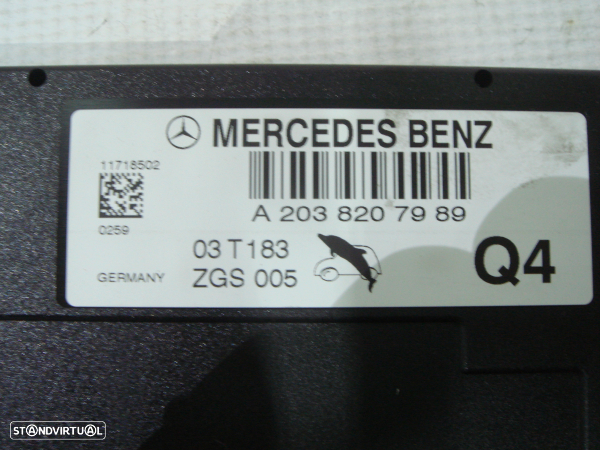 MERCEDES BENZ
11718502
A 203 820 79 89
0259
03 T183
GERMANY ZGS 005
Q4
STANDVIRTUAL